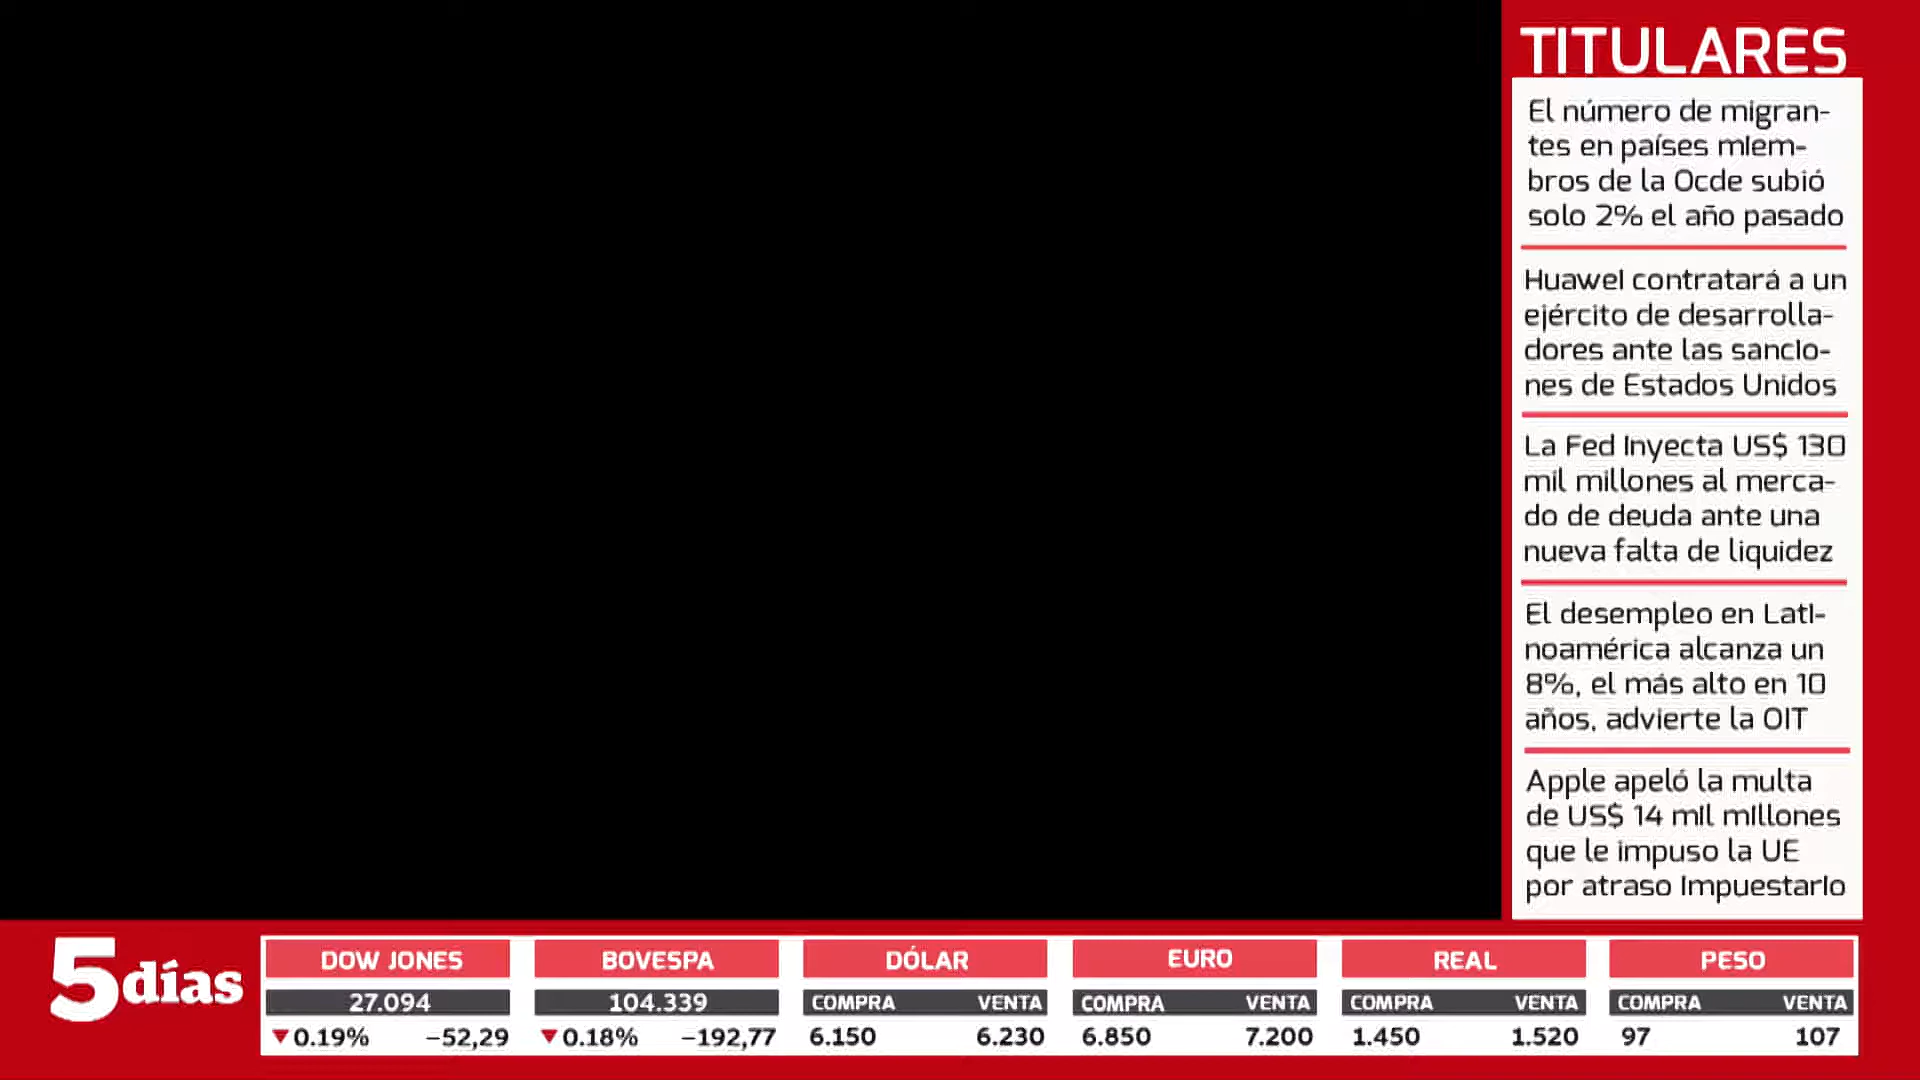 TITULARES
El número de migran-
tes en países miem-
bros de la Ocde subió
solo 2% el año pasado
Huawei contratará a un
ejército de desarrolla-
dores ante las sancio-
nes de Estados Unidos
La Fed inyecta US$ 130
mil millones al merca-
do de deuda ante una
nueva falta de liquidez
El desempleo en Lati-
noamérica alcanza un
8%, el más alto en 10
años, advierte la OIT
Apple apeló la multa
de US$ 14 mil millones
que le impuso la UE
por atraso impuestario
5días
DOW JONES BOVESPA DÓLAR EURO REAL PESO
27.094 104.339 COMPRA VENTA COMPRA VENTA COMPRA VENTA COMPRA VENTA
▼0.19% −52,29 ▼0.18% −192,77 6.150 6.230 6.850 7.200 1.450 1.520 97 107